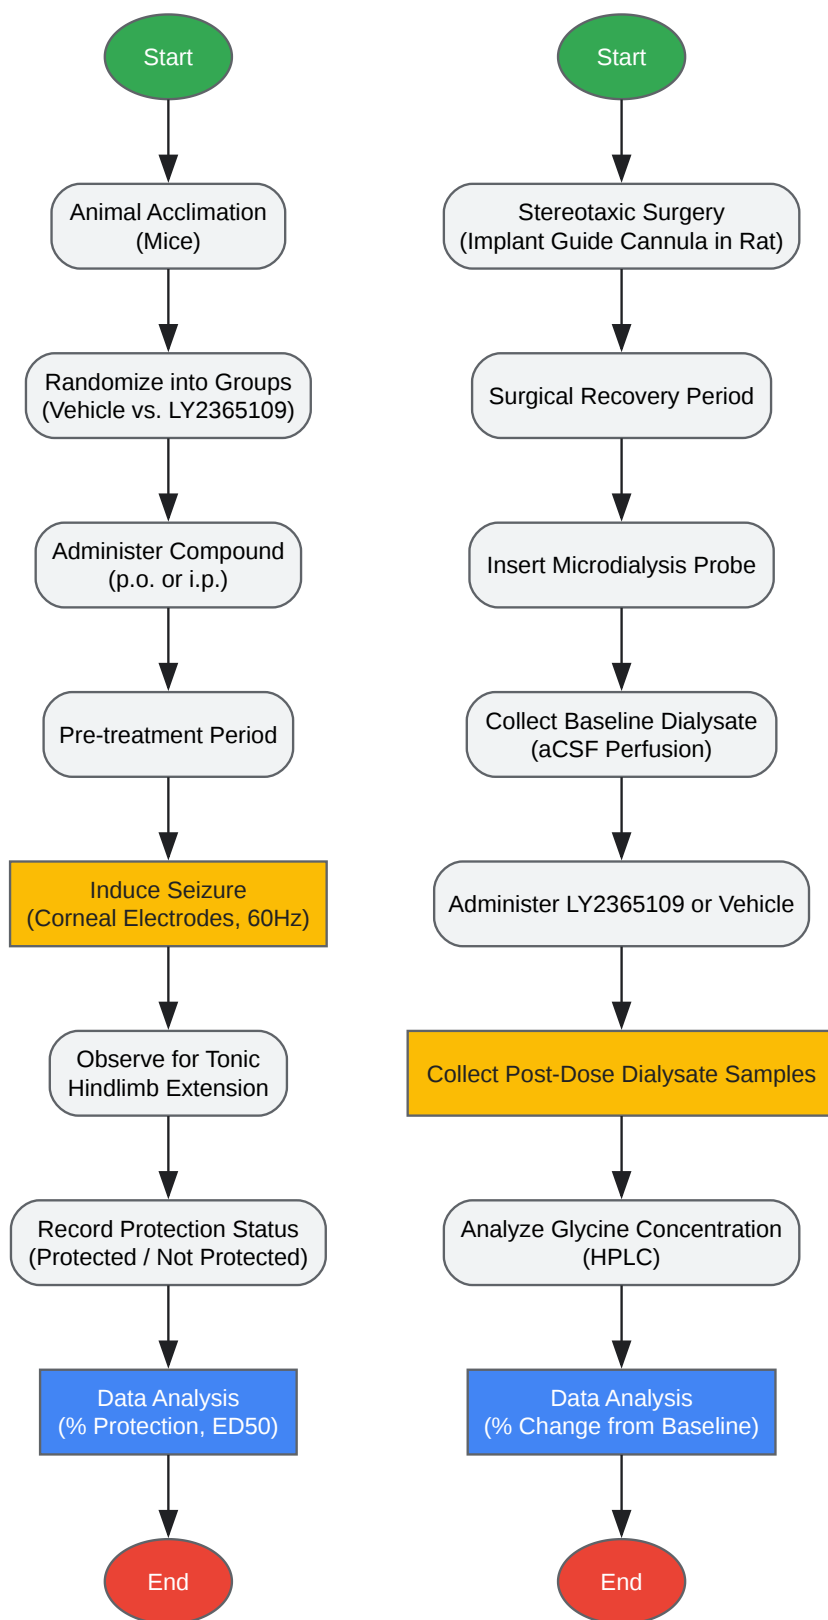 Start
Animal Acclimation
(Mice)
Randomize into Groups
(Vehicle vs. LY2365109)
Administer Compound
(p.o. or i.p.)
Pre-treatment Period
Induce Seizure
(Corneal Electrodes, 60Hz)
Observe for Tonic
Hindlimb Extension
Record Protection Status
(Protected / Not Protected)
Data Analysis
(% Protection, ED50)
End
Start
Stereotaxic Surgery
(Implant Guide Cannula in Rat)
Surgical Recovery Period
Insert Microdialysis Probe
Collect Baseline Dialysate
(aCSF Perfusion)
Administer LY2365109 or Vehicle
Collect Post-Dose Dialysate Samples
Analyze Glycine Concentration
(HPLC)
Data Analysis
(% Change from Baseline)
End